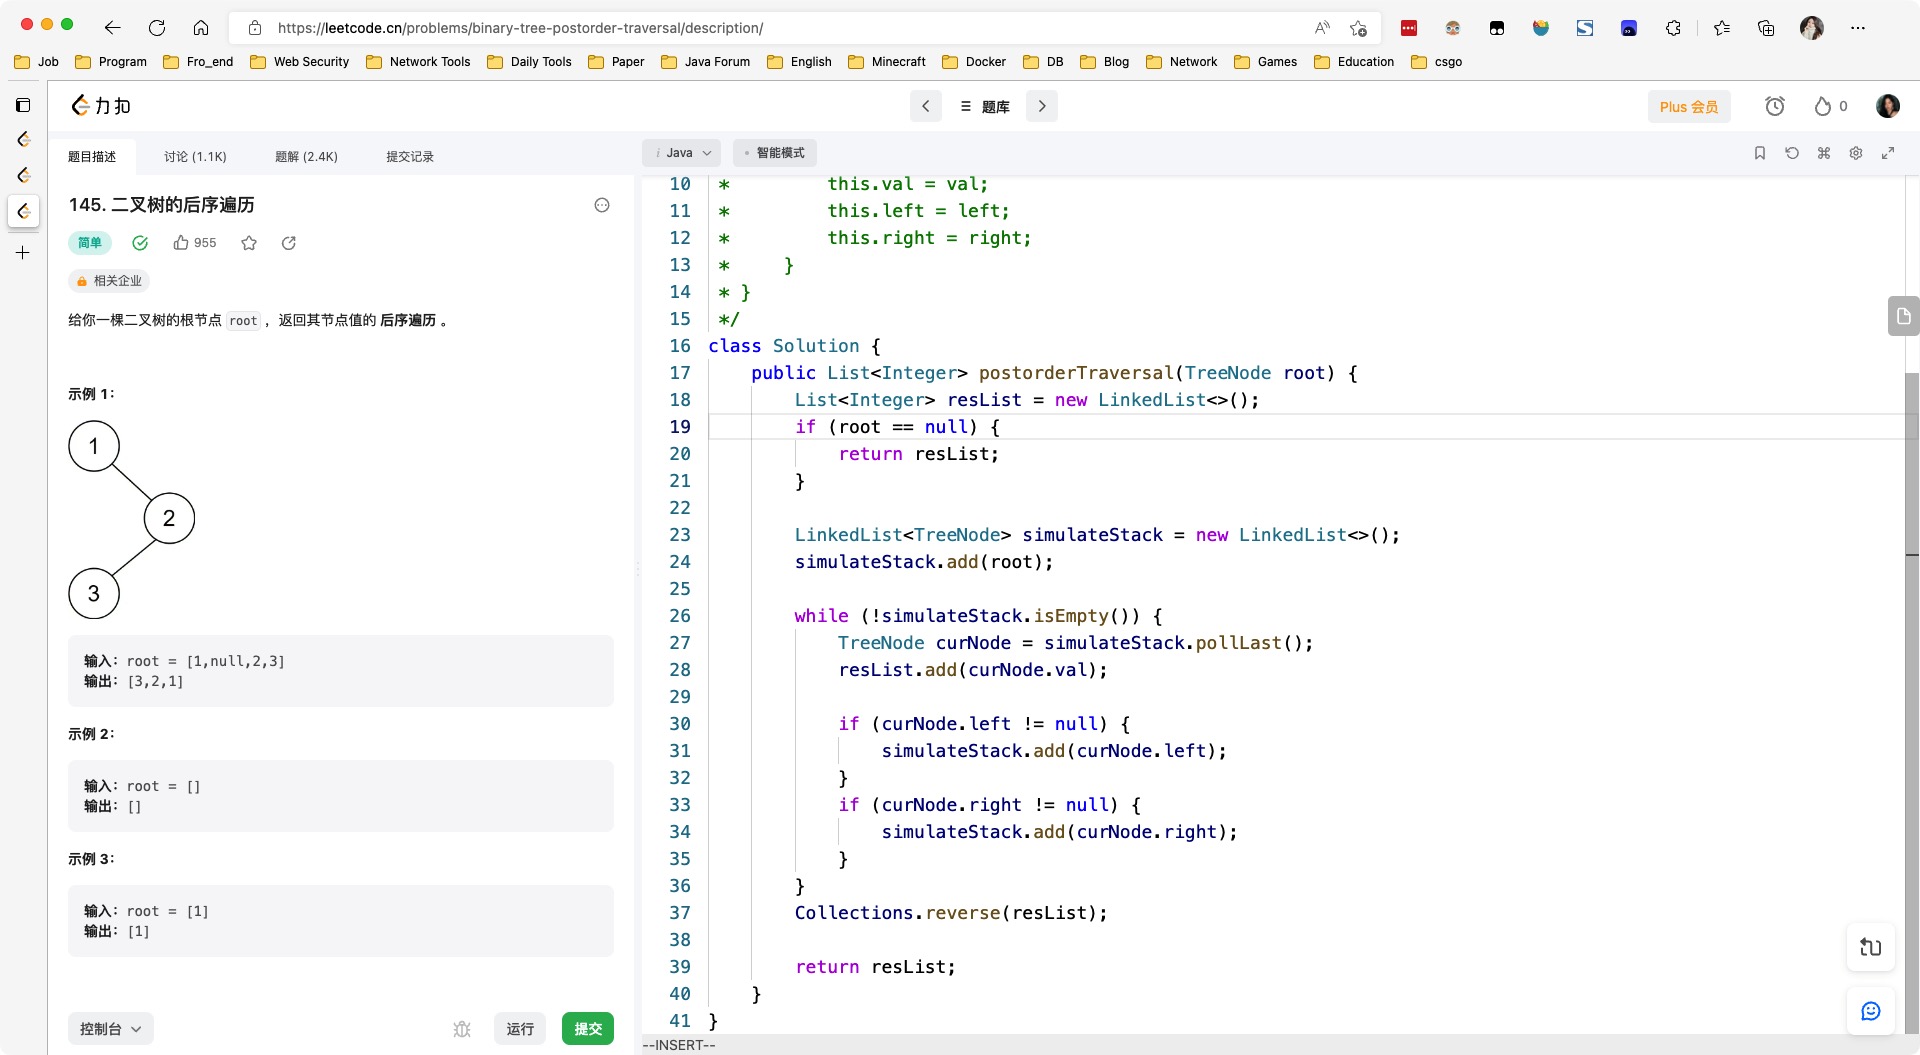 https://leetcode.cn/problems/binary-tree-postorder-traversal/description/
Job Program Fro_end Web Security Network Tools Daily Tools Paper Java Forum English Minecraft Docker DB Blog Network Games Education csgo
力扣
题库
Plus 会员
0
题目描述 讨论 (1.1K) 题解 (2.4K) 提交记录
145. 二叉树的后序遍历
简单 955
相关企业
给你一棵二叉树的根节点 root ，返回其节点值的 后序遍历 。
示例 1：
1
2
3
输入：root = [1,null,2,3]
输出：[3,2,1]
示例 2：
输入：root = []
输出：[]
示例 3：
输入：root = [1]
输出：[1]
控制台 运行 提交
i Java 智能模式
10 * this.val = val;
11 * this.left = left;
12 * this.right = right;
13 * }
14 * }
15 */
16 class Solution {
17 public List<Integer> postorderTraversal(TreeNode root) {
18 List<Integer> resList = new LinkedList<>();
19 if (root == null) {
20 return resList;
21 }
22
23 LinkedList<TreeNode> simulateStack = new LinkedList<>();
24 simulateStack.add(root);
25
26 while (!simulateStack.isEmpty()) {
27 TreeNode curNode = simulateStack.pollLast();
28 resList.add(curNode.val);
29
30 if (curNode.left != null) {
31 simulateStack.add(curNode.left);
32 }
33 if (curNode.right != null) {
34 simulateStack.add(curNode.right);
35 }
36 }
37 Collections.reverse(resList);
38
39 return resList;
40 }
41 }
--INSERT--